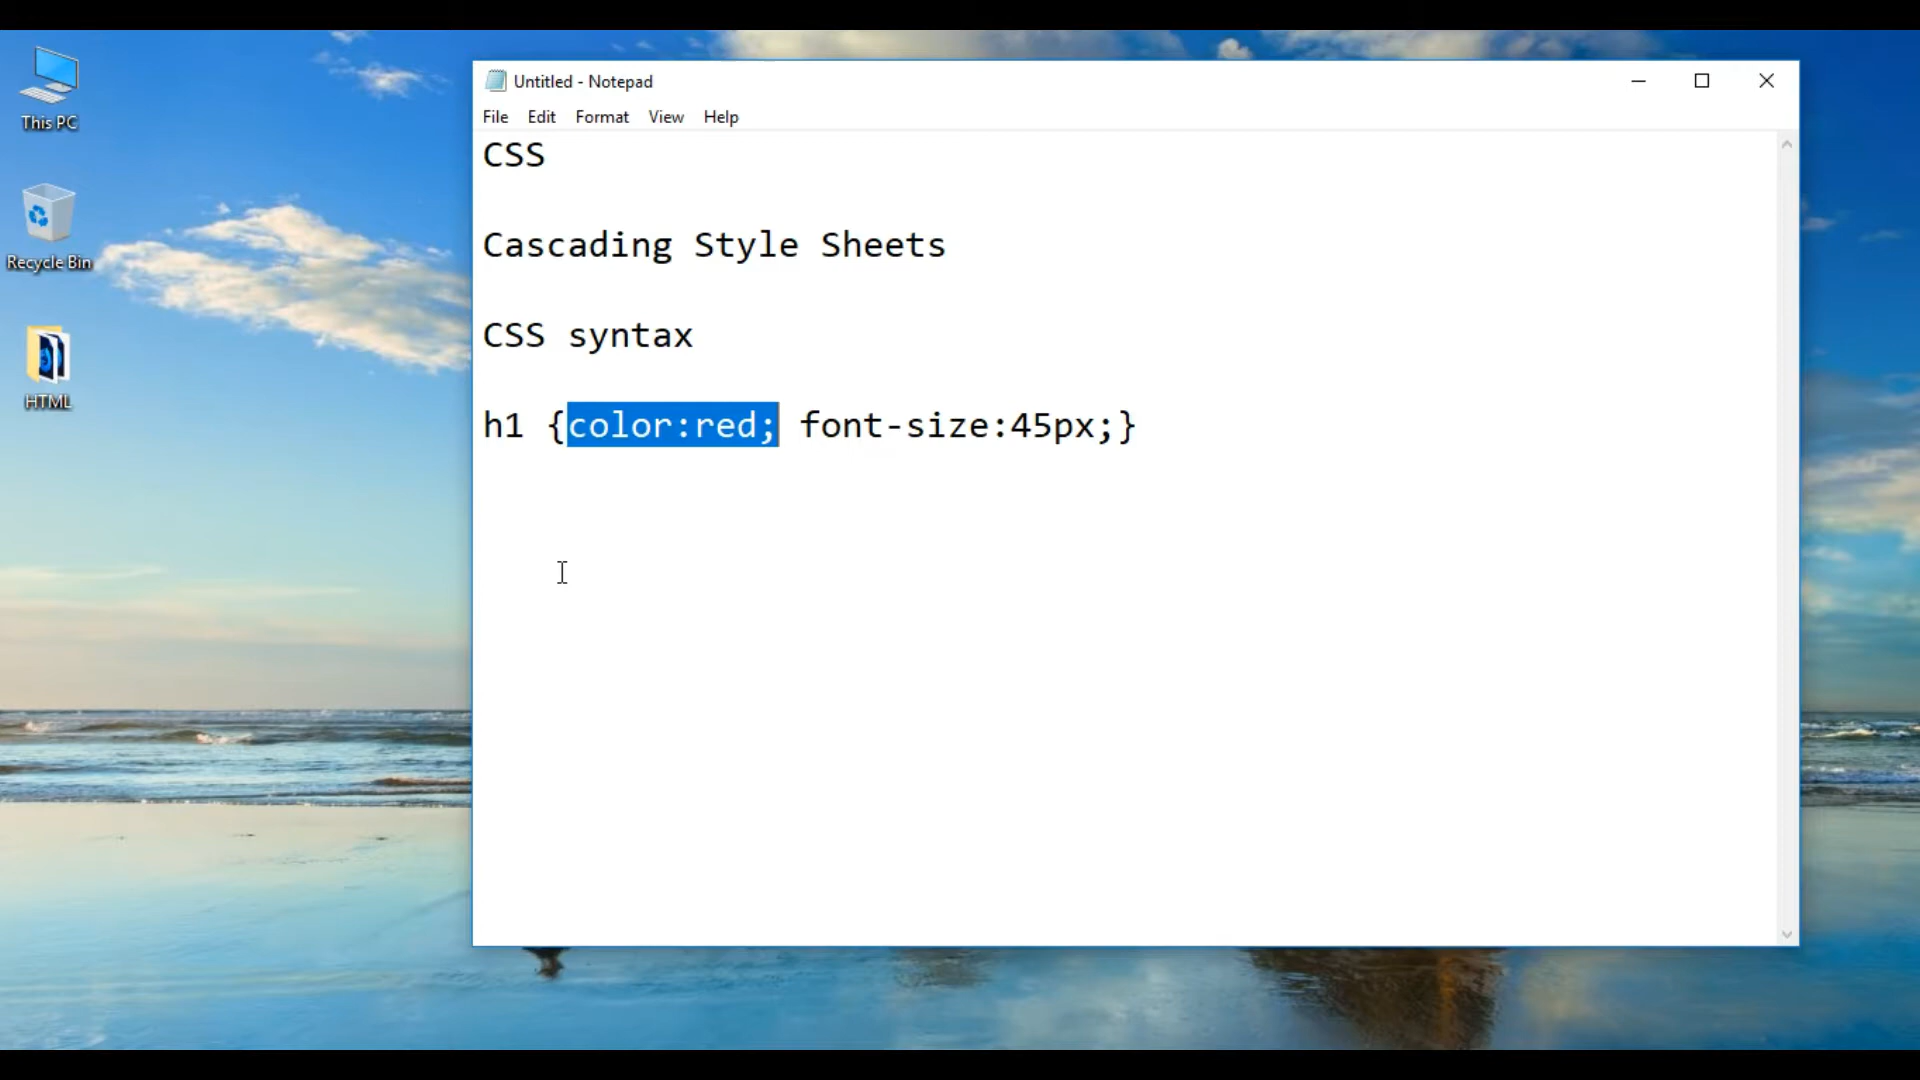 This PC
Recycle Bin
HTML
Untitled - Notepad
File Edit Format View Help
CSS
Cascading Style Sheets
CSS syntax
h1 {color:red; font-size:45px;}